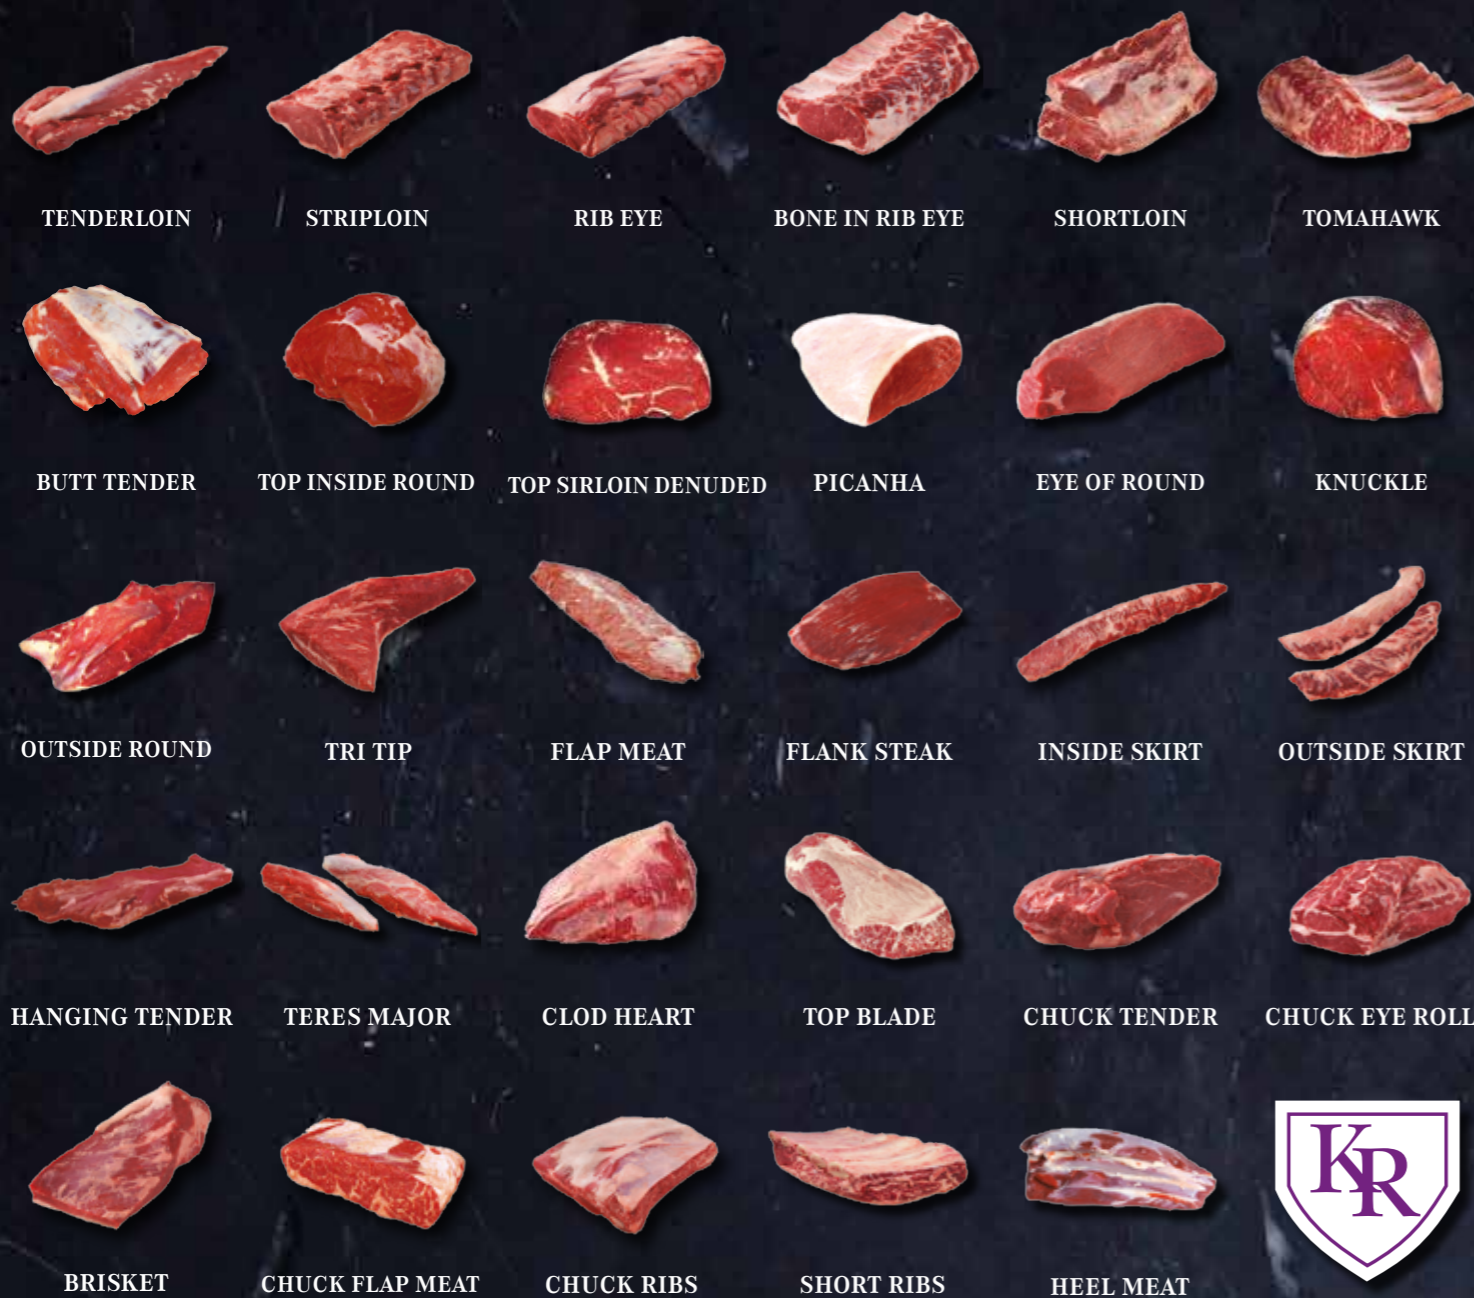 TENDERLOIN
STRIPLOIN
RIB EYE
BONE IN RIB EYE
SHORTLOIN
TOMAHAWK
BUTT TENDER
TOP INSIDE ROUND
TOP SIRLOIN DENUDED
PICANHA
EYE OF ROUND
KNUCKLE
OUTSIDE ROUND
TRI TIP
FLAP MEAT
FLANK STEAK
INSIDE SKIRT
OUTSIDE SKIRT
HANGING TENDER
TERES MAJOR
CLOD HEART
TOP BLADE
CHUCK TENDER
CHUCK EYE ROLL
BRISKET
CHUCK FLAP MEAT
CHUCK RIBS
SHORT RIBS
HEEL MEAT
KR